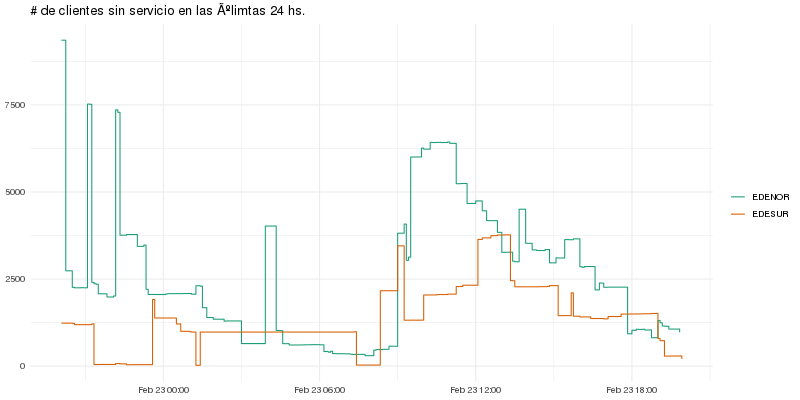 # de clientes sin servicio en las Ãºlimtas 24 hs.
7500
5000
2500
0
Feb 23 00:00
Feb 23 06:00
Feb 23 12:00
Feb 23 18:00
EDENOR
EDESUR